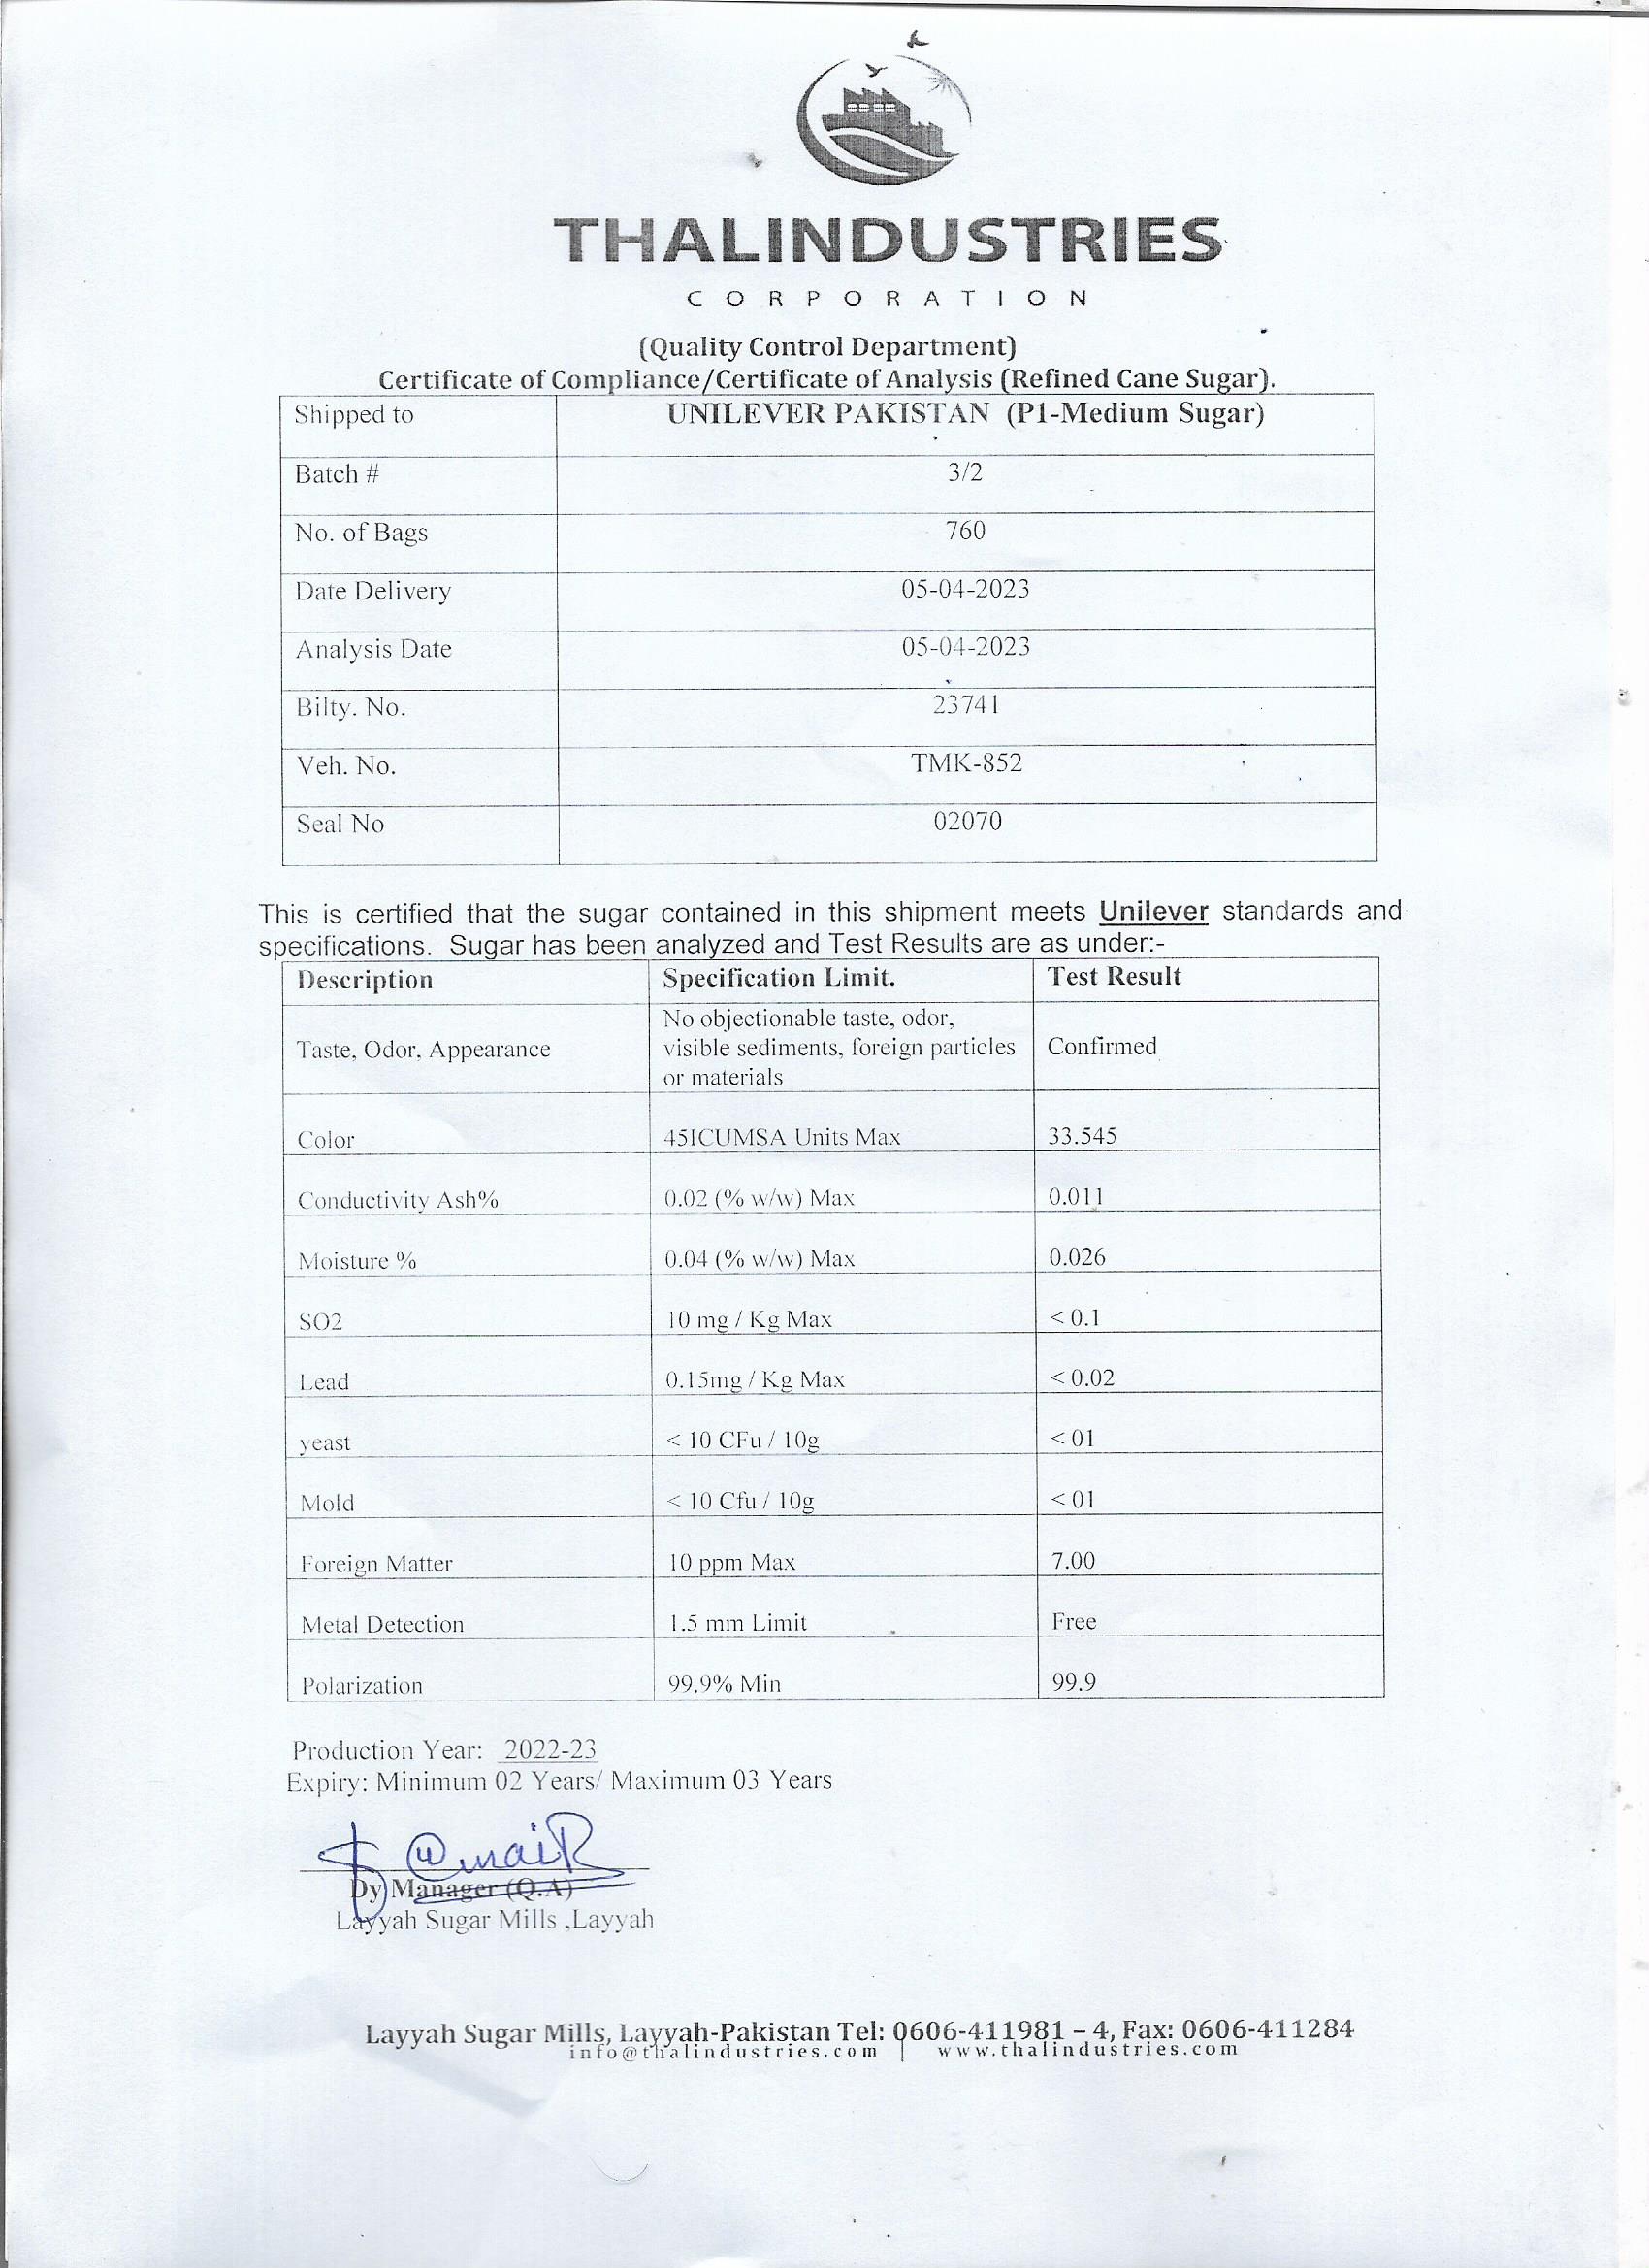 THALINDUSTRIES
CORPORATION
(Quality Control Department)
Certificate of Compliance/Certificate of Analysis (Refined Cane Sugar).
Shipped to UNILEVER PAKISTAN (P1-Medium Sugar)
Batch # 3/2
No. of Bags 760
Date Delivery 05-04-2023
Analysis Date 05-04-2023
Bilty. No. 23741
Veh. No. TMK-852
Seal No 02070
This is certified that the sugar contained in this shipment meets Unilever standards and
specifications. Sugar has been analyzed and Test Results are as under:-
Description Specification Limit. Test Result
Taste, Odor, Appearance No objectionable taste, odor,
visible sediments, foreign particles
or materials Confirmed
Color 45ICUMSA Units Max 33.545
Conductivity Ash% 0.02 (% w/w) Max 0.011
Moisture % 0.04 (% w/w) Max 0.026
SO2 10 mg / Kg Max < 0.1
Lead 0.15mg / Kg Max < 0.02
yeast < 10 CFu / 10g < 01
Mold < 10 Cfu / 10g < 01
Foreign Matter 10 ppm Max 7.00
Metal Detection 1.5 mm Limit Free
Polarization 99.9% Min 99.9
Production Year: 2022-23
Expiry: Minimum 02 Years/ Maximum 03 Years
Dy Manager (Q.A)
Layyah Sugar Mills ,Layyah
Layyah Sugar Mills, Layyah-Pakistan Tel: 0606-411981 – 4, Fax: 0606-411284
info@thalindustries.com | www.thalindustries.com